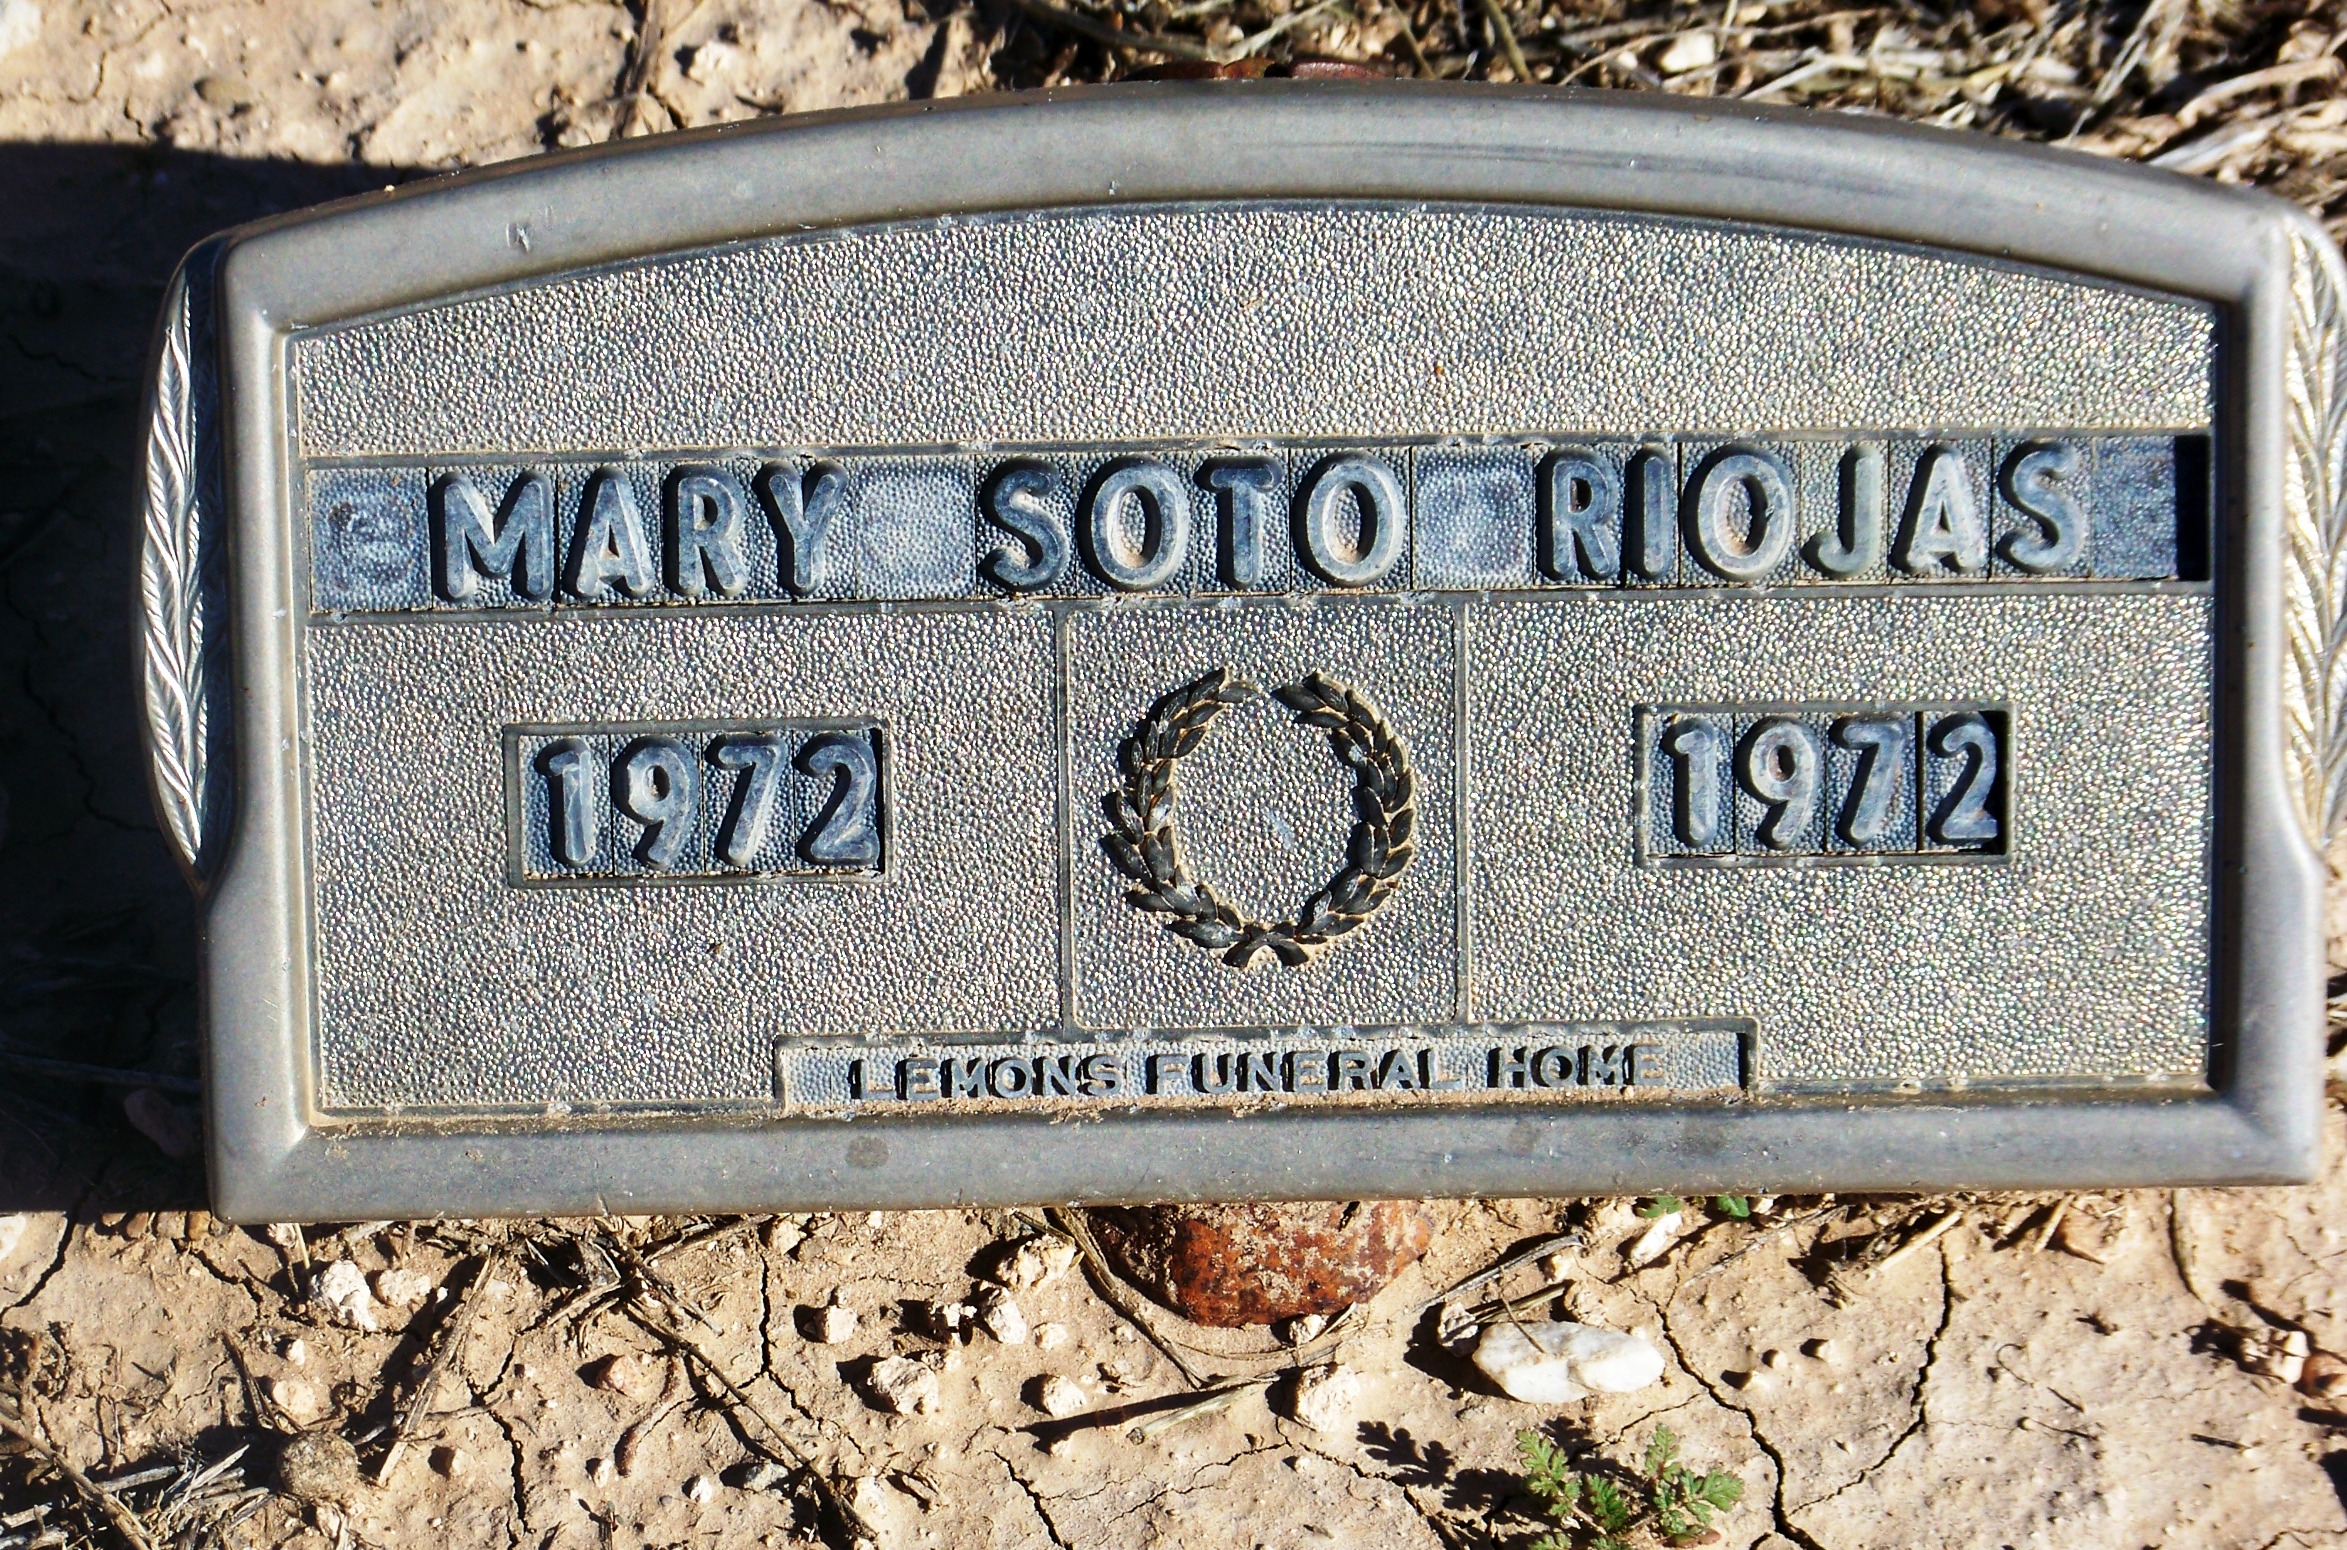 MARY SOTO RIOJAS
1972 1972
LEMONS FUNERAL HOME